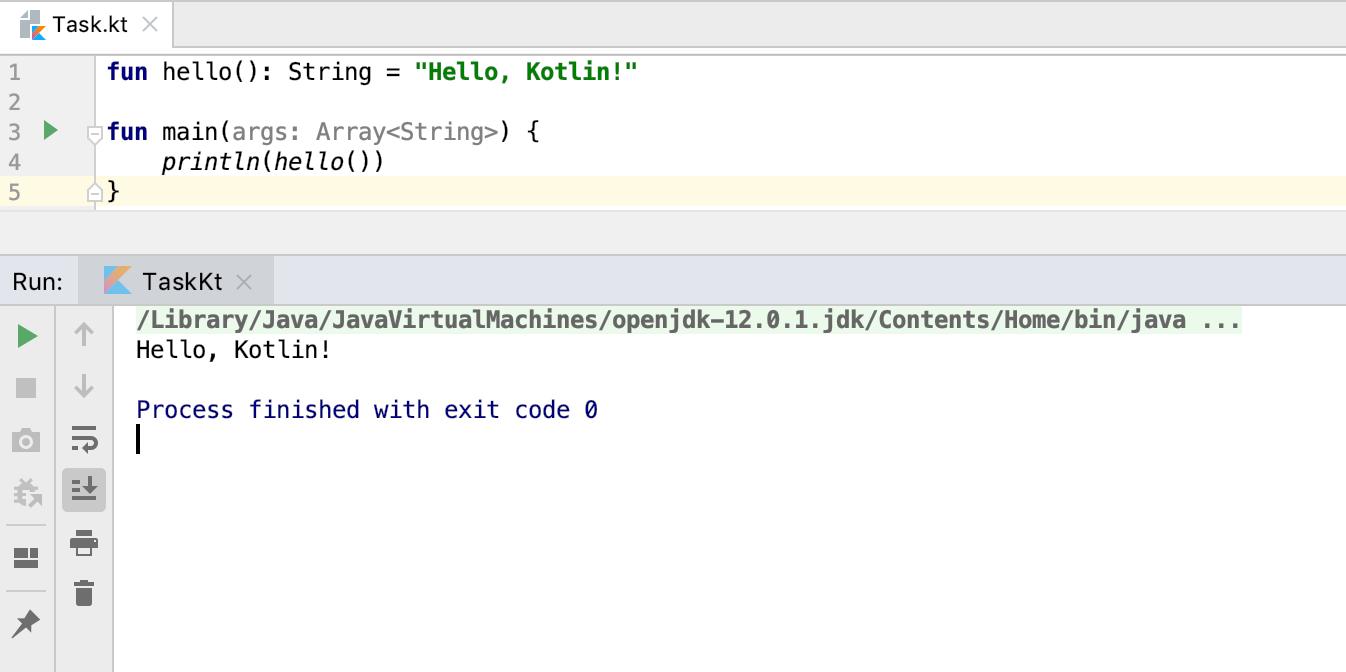 Task.kt
1 fun hello(): String = "Hello, Kotlin!"
2
3 fun main(args: Array<String>) {
4     println(hello())
5 }
Run: TaskKt
/Library/Java/JavaVirtualMachines/openjdk-12.0.1.jdk/Contents/Home/bin/java ...
Hello, Kotlin!
Process finished with exit code 0